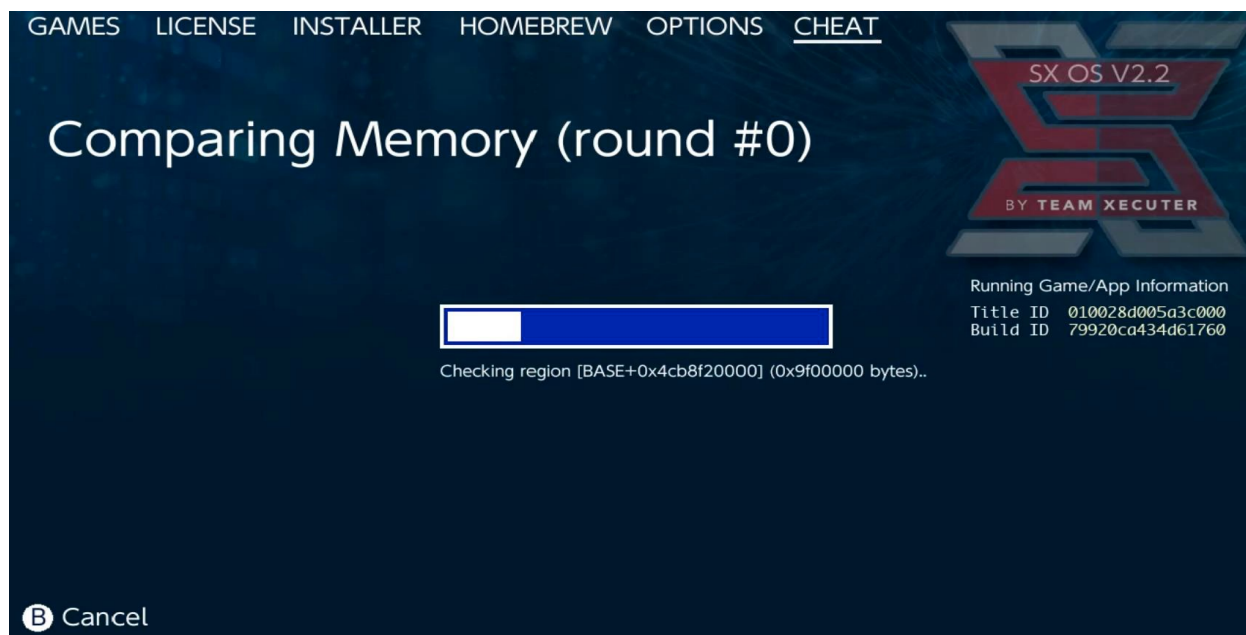 GAMES LICENSE INSTALLER HOMEBREW OPTIONS CHEAT
SX OS V2.2
Comparing Memory (round #0)
BY TEAM XECUTER
Running Game/App Information
Title ID 010028d005a3c000
Build ID 79920ca434d61760
Checking region [BASE+0x4cb8f20000] (0x9f00000 bytes)..
B Cancel